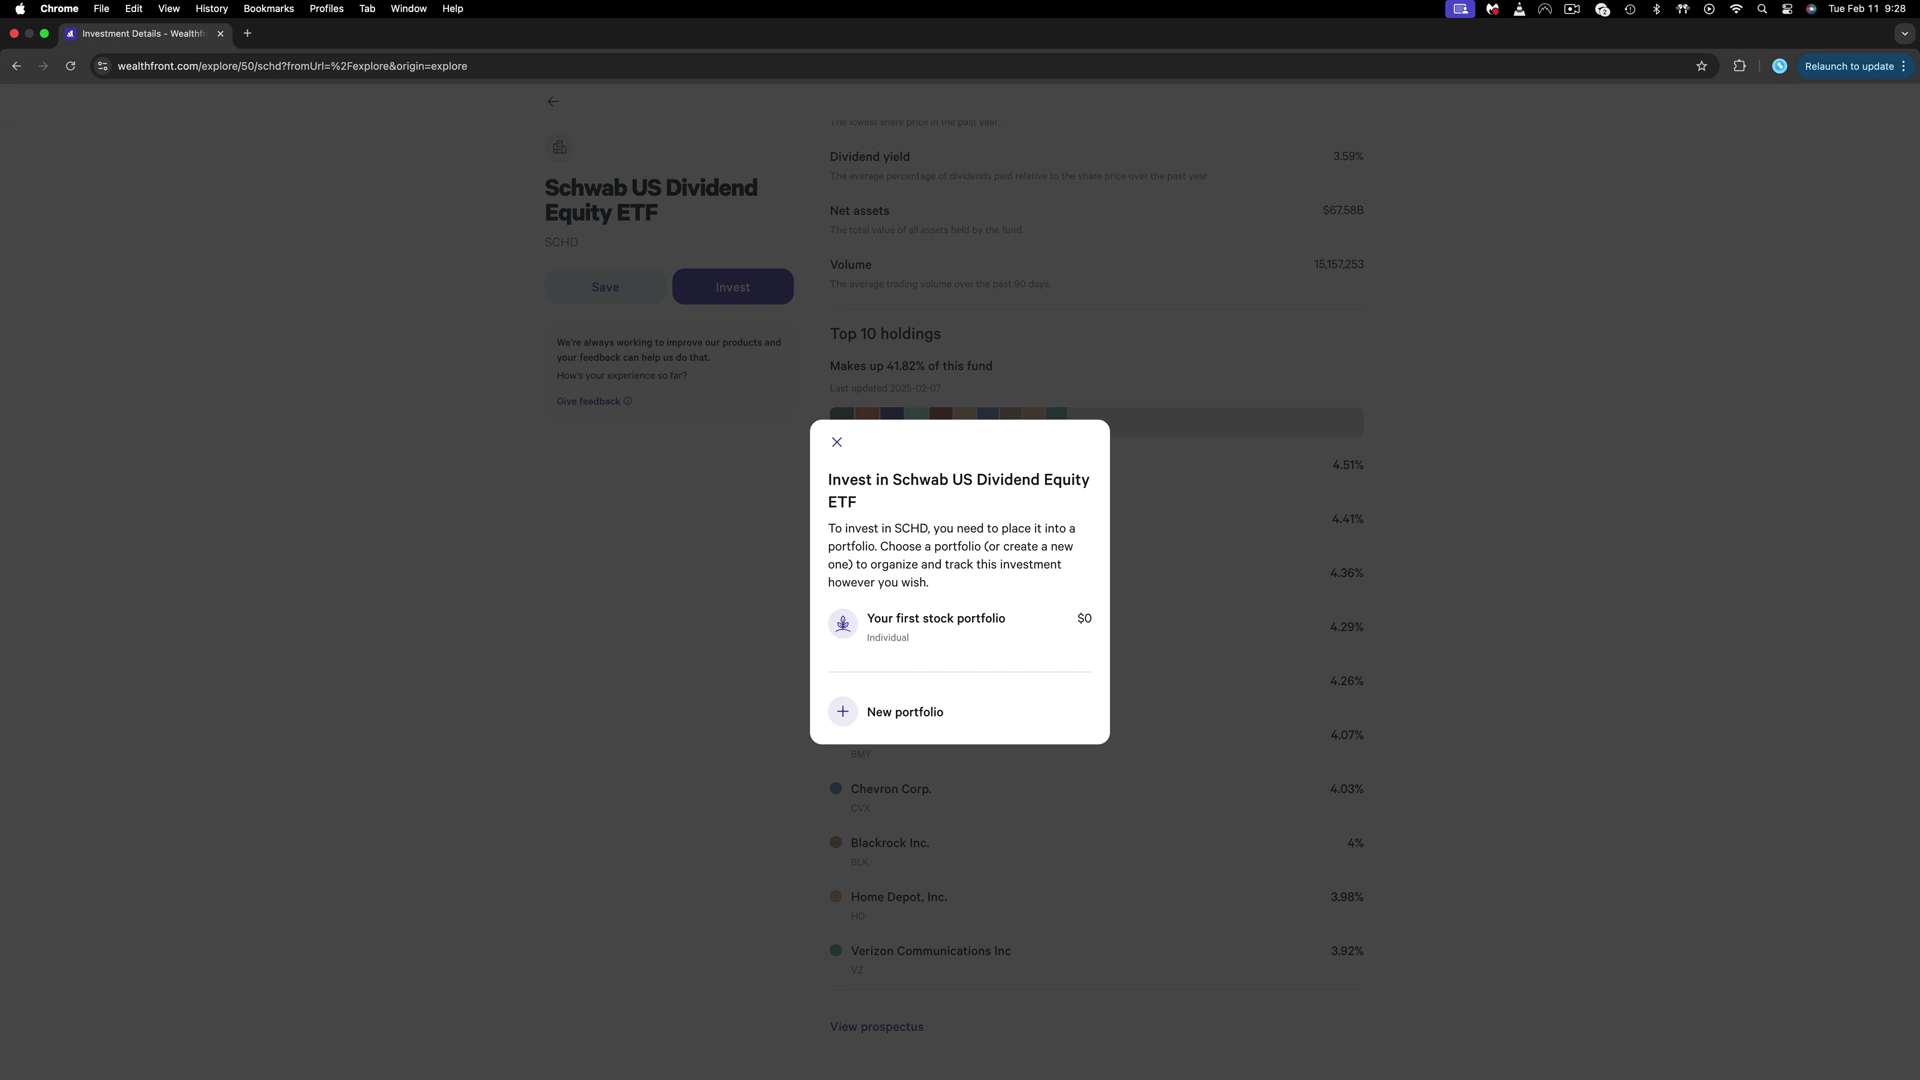 Chrome File Edit View History Bookmarks Profiles Tab Window Help
Tue Feb 11 9:28
Investment Details - Wealthfr
wealthfront.com/explore/50/schd?fromUrl=%2Fexplore&origin=explore
Relaunch to update
Schwab US Dividend
Equity ETF
SCHD
Save
Invest
We're always working to improve our products and
your feedback can help us do that.
How's your experience so far?
Give feedback
The lowest share price in the past year.
Dividend yield
3.59%
The average percentage of dividends paid relative to the share price over the past year.
Net assets
$67.58B
The total value of all assets held by the fund.
Volume
15,157,253
The average trading volume over the past 90 days.
Top 10 holdings
Makes up 41.82% of this fund
Last updated 2025-02-07
4.51%
4.41%
4.36%
4.29%
4.26%
4.07%
BMY
Chevron Corp.
4.03%
CVX
Blackrock Inc.
4%
BLK
Home Depot, Inc.
3.98%
HD
Verizon Communications Inc
3.92%
VZ
View prospectus
Invest in Schwab US Dividend Equity
ETF
To invest in SCHD, you need to place it into a
portfolio. Choose a portfolio (or create a new
one) to organize and track this investment
however you wish.
Your first stock portfolio
$0
Individual
New portfolio